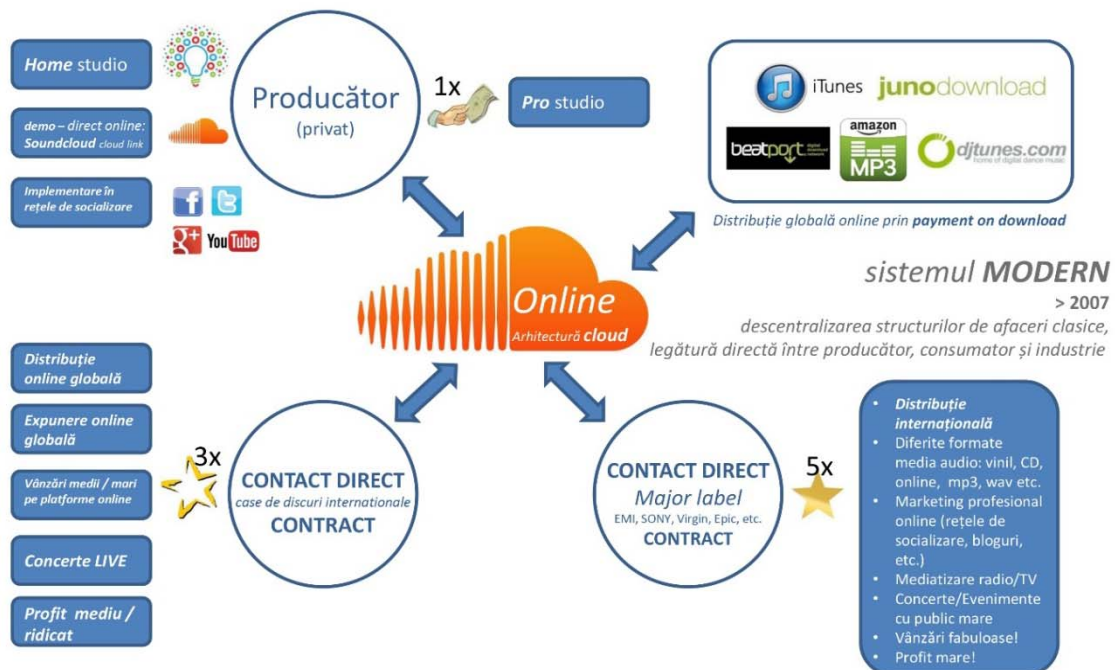 Home studio
demo – direct online:
Soundcloud cloud link
Implementare în
rețele de socializare
f
t
g+
You Tube
Producător
(privat)
1x
Pro studio
iTunes
junodownload
beatport digital download network
amazon
MP3
djtunes.com
home of digital dance music
Distribuție globală online prin payment on download
Online
Arhitectură cloud
sistemul MODERN
> 2007
descentralizarea structurilor de afaceri clasice,
legătură directă între producător, consumator și industrie
Distribuție
online globală
Expunere online
globală
Vânzări medii / mari
pe platforme online
Concerte LIVE
Profit mediu /
ridicat
3x
CONTACT DIRECT
case de discuri internationale
CONTRACT
CONTACT DIRECT
Major label
EMI, SONY, Virgin, Epic, etc.
CONTRACT
5x
• Distribuție
internațională
• Diferite formate
media audio: vinil, CD,
online, mp3, wav etc.
• Marketing profesional
online (rețele de
socializare, bloguri,
etc.)
• Mediatizare radio/TV
• Concerte/Evenimente
cu public mare
• Vânzări fabuloase!
• Profit mare!